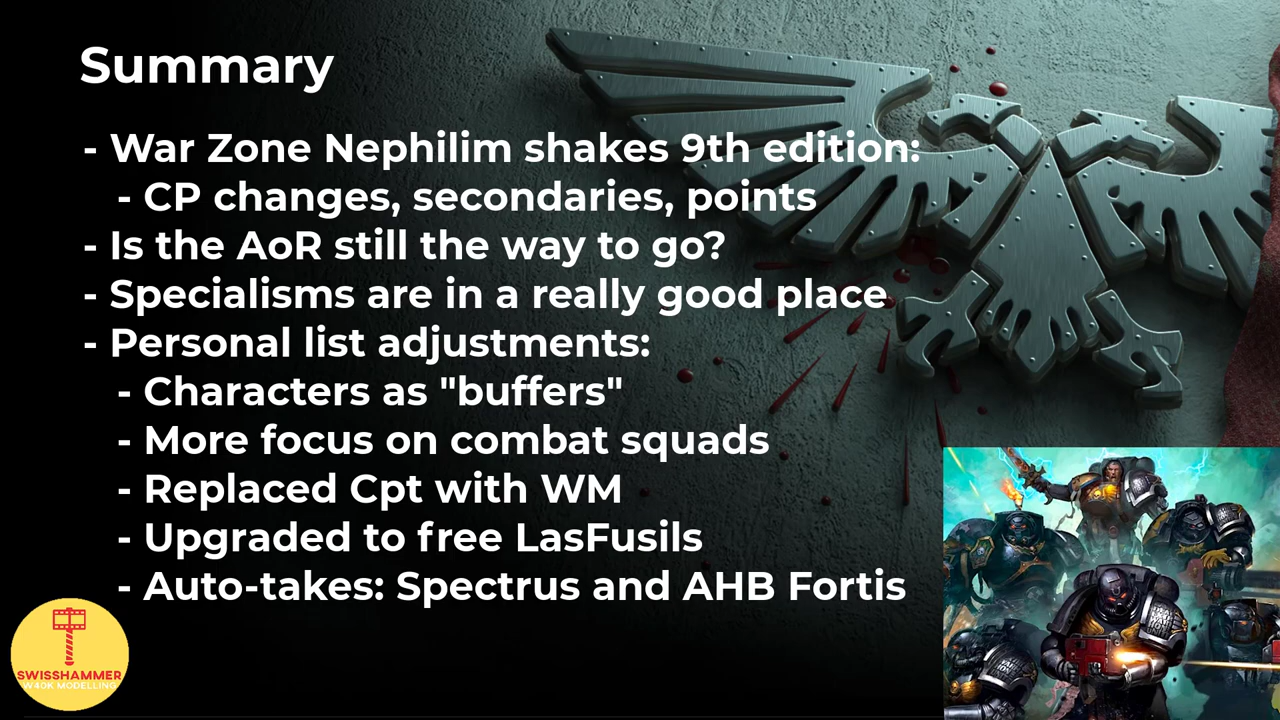 Summary
- War Zone Nephilim shakes 9th edition:
- CP changes, secondaries, points
- Is the AoR still the way to go?
- Specialisms are in a really good place
- Personal list adjustments:
- Characters as "buffers"
- More focus on combat squads
- Replaced Cpt with WM
- Upgraded to free LasFusils
- Auto-takes: Spectrus and AHB Fortis
SWISSHAMMER
W40K MODELLING